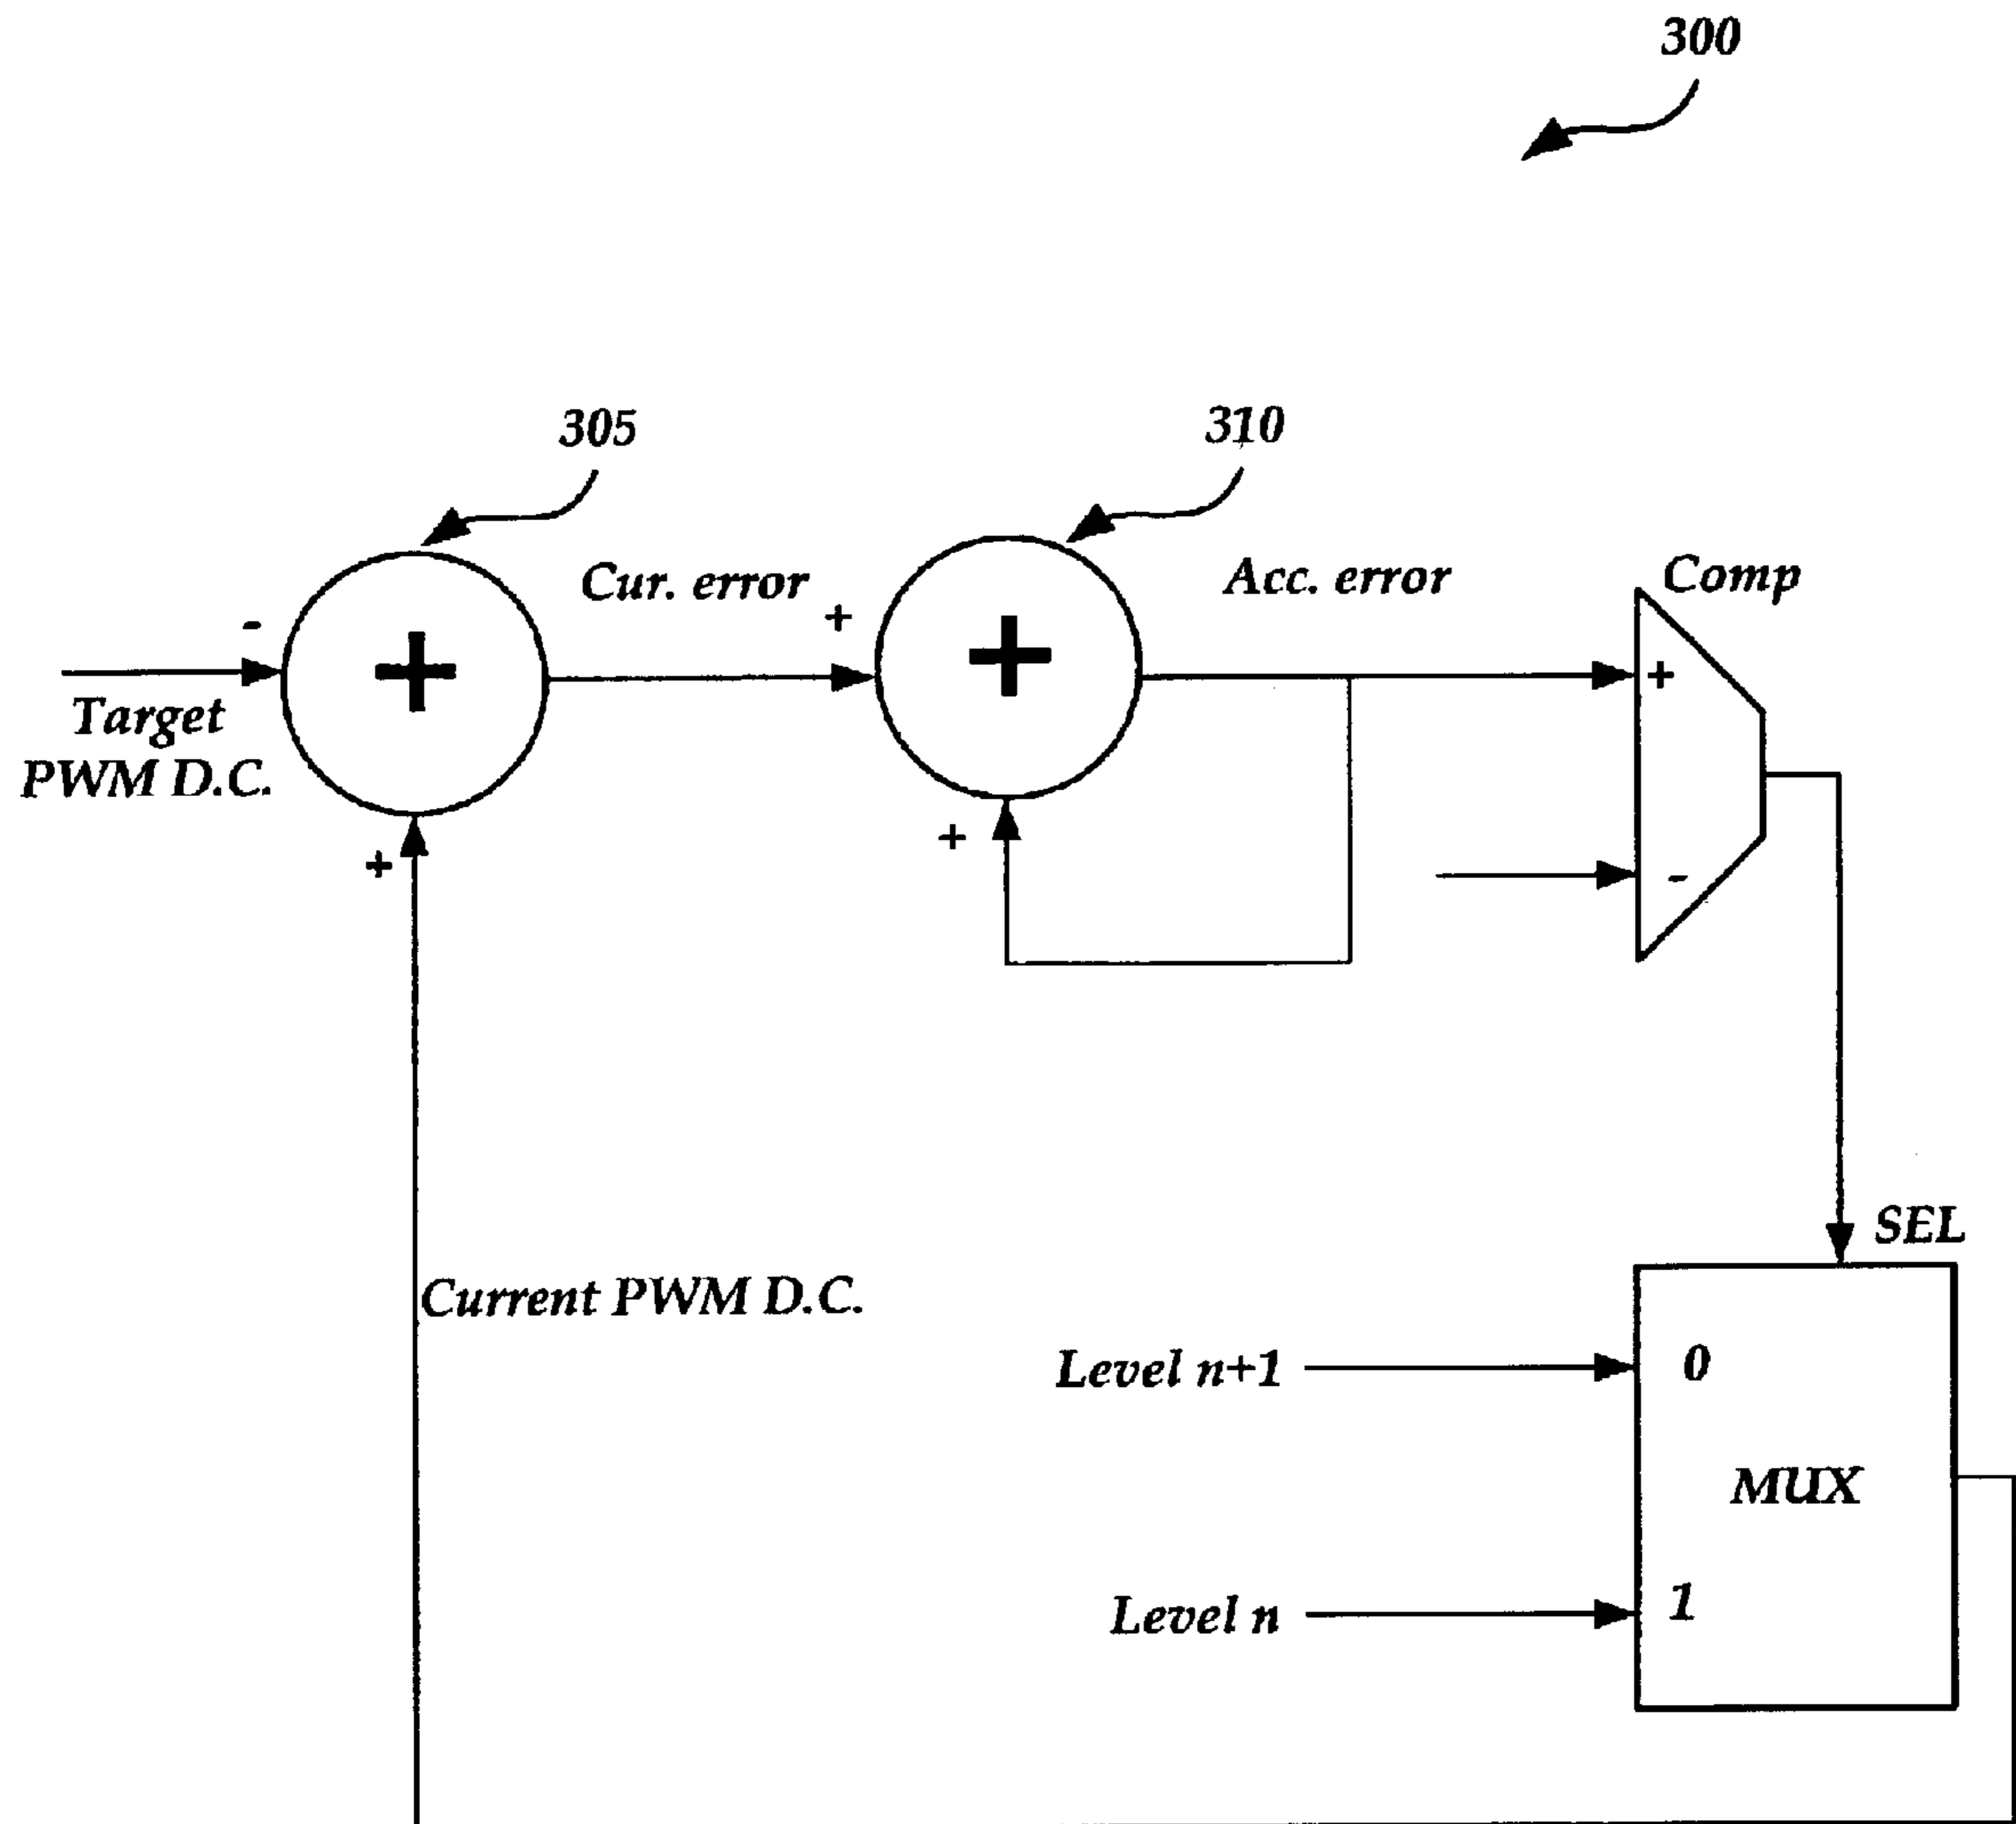 300
305
310
Cur. error
Acc. error
Comp
-
+
+
+
+
Target
PWM D.C.
+
+
+
-
SEL
Current PWM D.C.
Level n+1
0
MUX
Level n
1